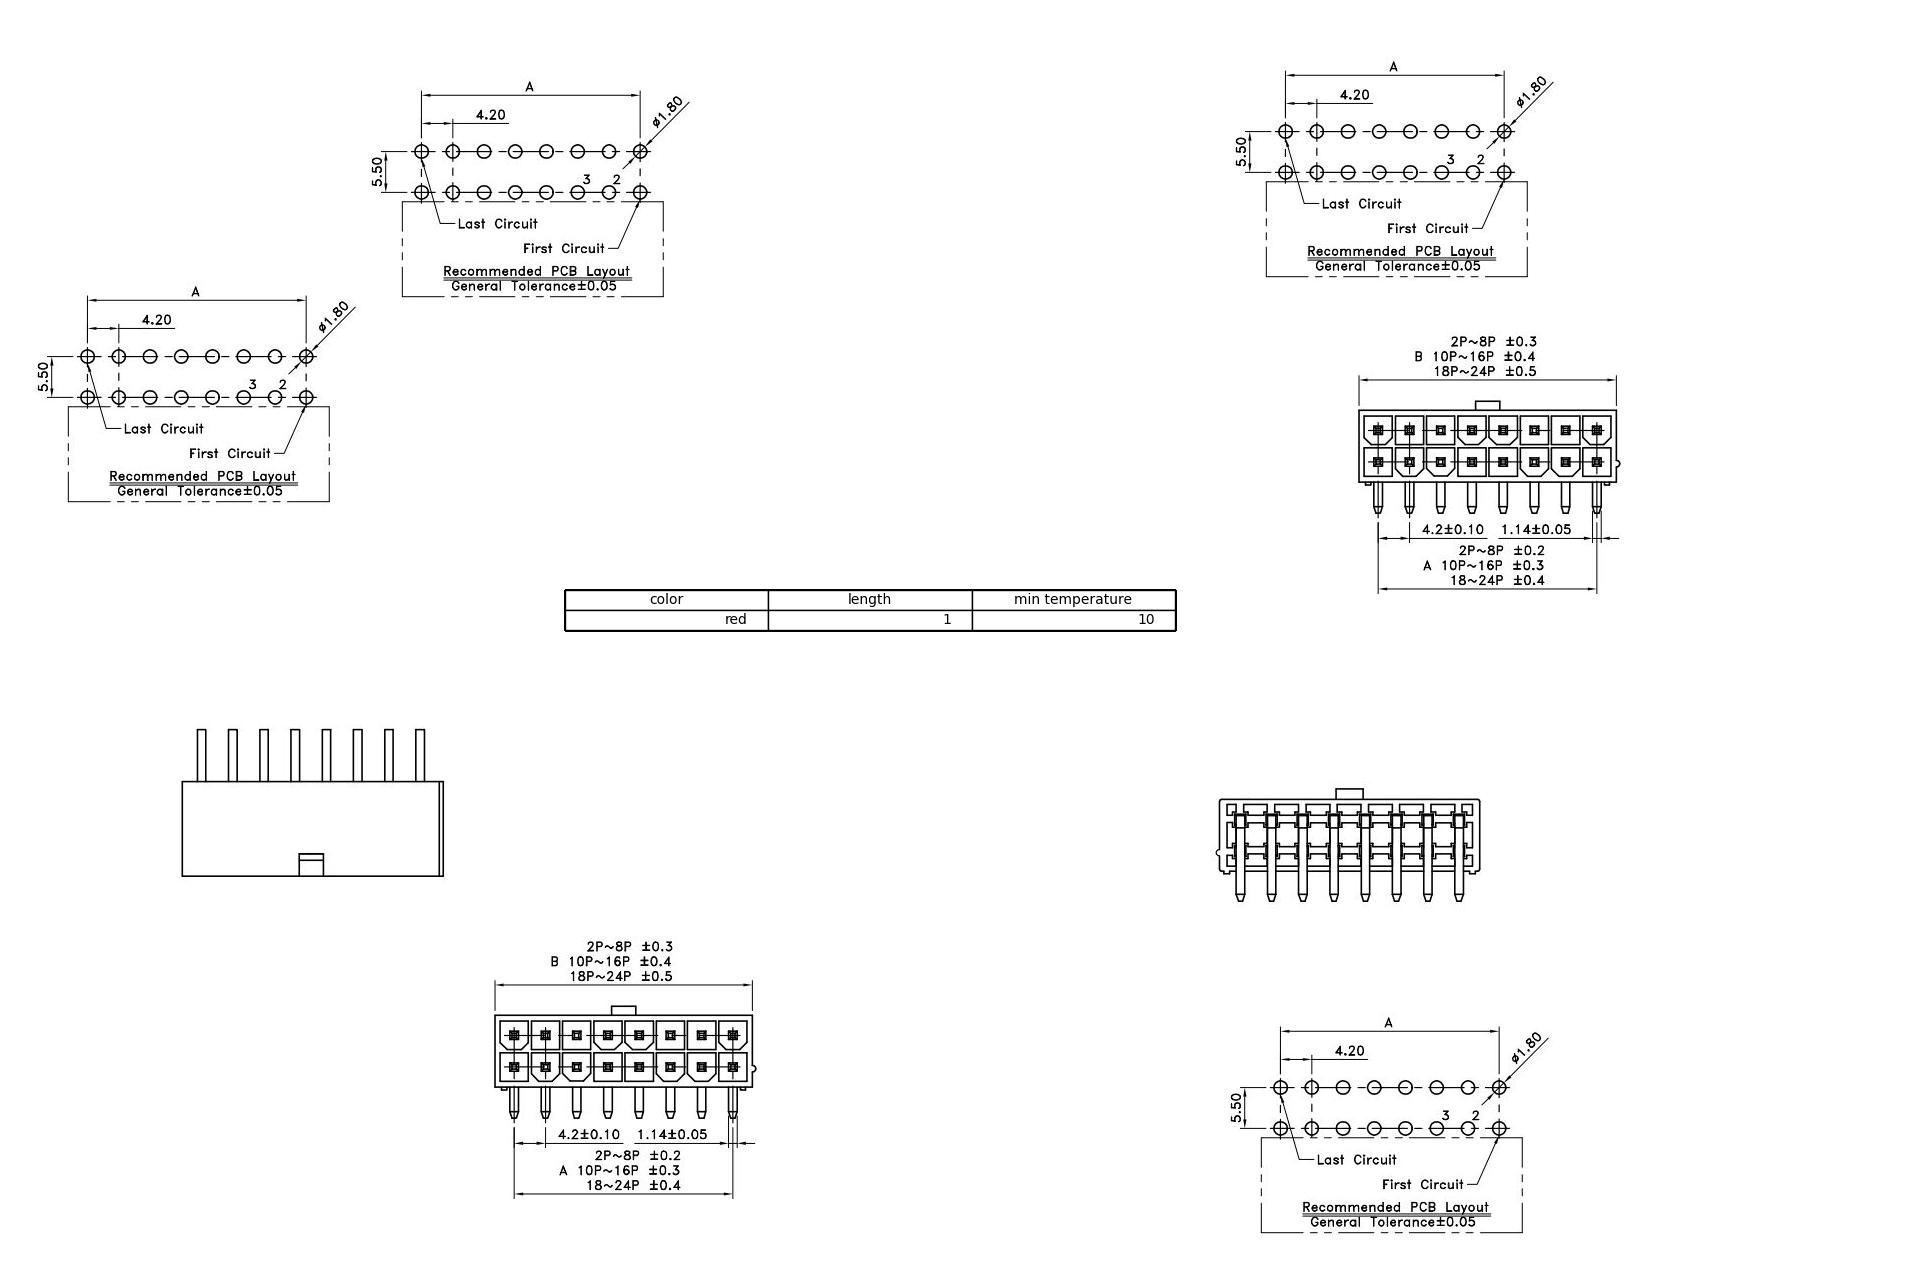 A
4.20
ø1.80
5.50
3 2
Last Circuit
First Circuit
Recommended PCB Layout
General Tolerance±0.05
A
4.20
ø1.80
5.50
3 2
Last Circuit
First Circuit
Recommended PCB Layout
General Tolerance±0.05
A
4.20
ø1.80
5.50
3 2
Last Circuit
First Circuit
Recommended PCB Layout
General Tolerance±0.05
2P~8P ±0.3
B 10P~16P ±0.4
18P~24P ±0.5
4.2±0.10 1.14±0.05
2P~8P ±0.2
A 10P~16P ±0.3
18~24P ±0.4
color length min temperature
red 1 10
2P~8P ±0.3
B 10P~16P ±0.4
18P~24P ±0.5
4.2±0.10 1.14±0.05
2P~8P ±0.2
A 10P~16P ±0.3
18~24P ±0.4
A
4.20
ø1.80
5.50
3 2
Last Circuit
First Circuit
Recommended PCB Layout
General Tolerance±0.05